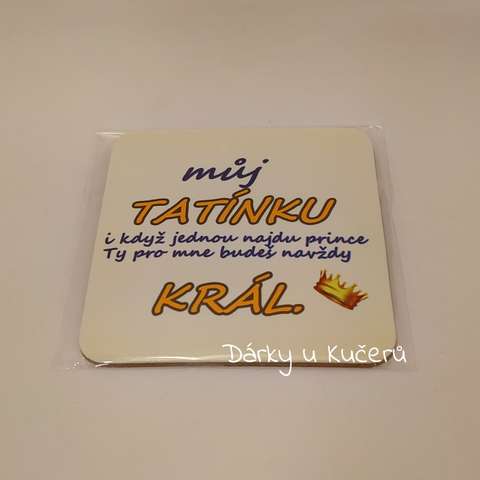 můj
TATÍNKU
i když jednou najdu prince
Ty pro mne budeš navždy
KRÁL.
Dárky u Kučerů